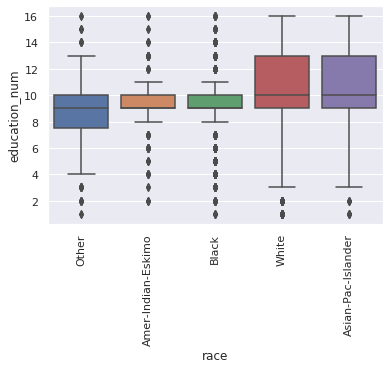 16
14
12
10
8
6
4
2
education_num
Other
Amer-Indian-Eskimo
Black
White
Asian-Pac-Islander
race